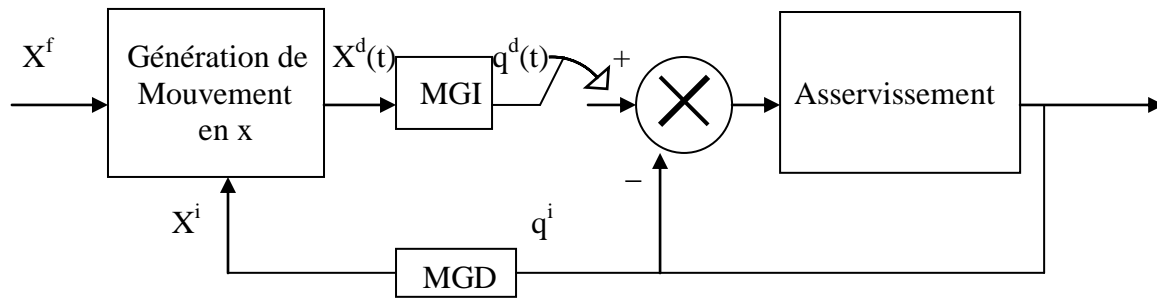 X^f
Génération de
Mouvement
en x
X^d(t)
MGI
q^d(t)
+
Asservissement
–
X^i
MGD
q^i